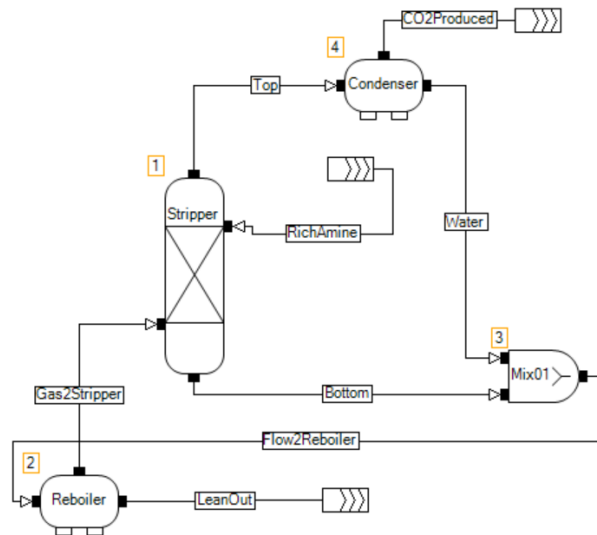 CO2Produced
4
Condenser
Top
1
Stripper
RichAmine
Water
3
Mix01
Gas2Stripper
Bottom
Flow2Reboiler
2
Reboiler
LeanOut